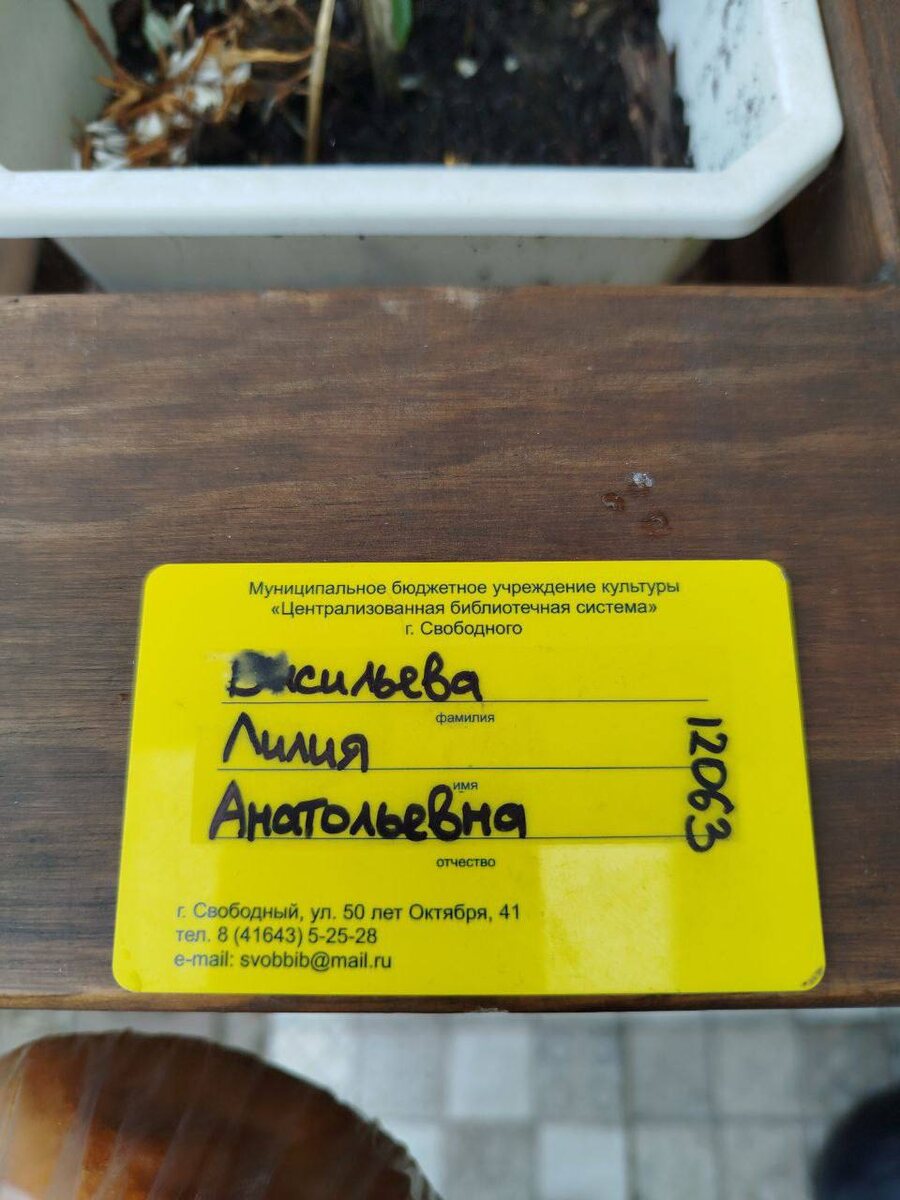 Муниципальное бюджетное учреждение культуры
«Централизованная библиотечная система»
г. Свободного
Васильева
фамилия
Лилия
имя
Анатольевна
отчество
12063
г. Свободный, ул. 50 лет Октября, 41
тел. 8 (41643) 5-25-28
e-mail: svobbib@mail.ru